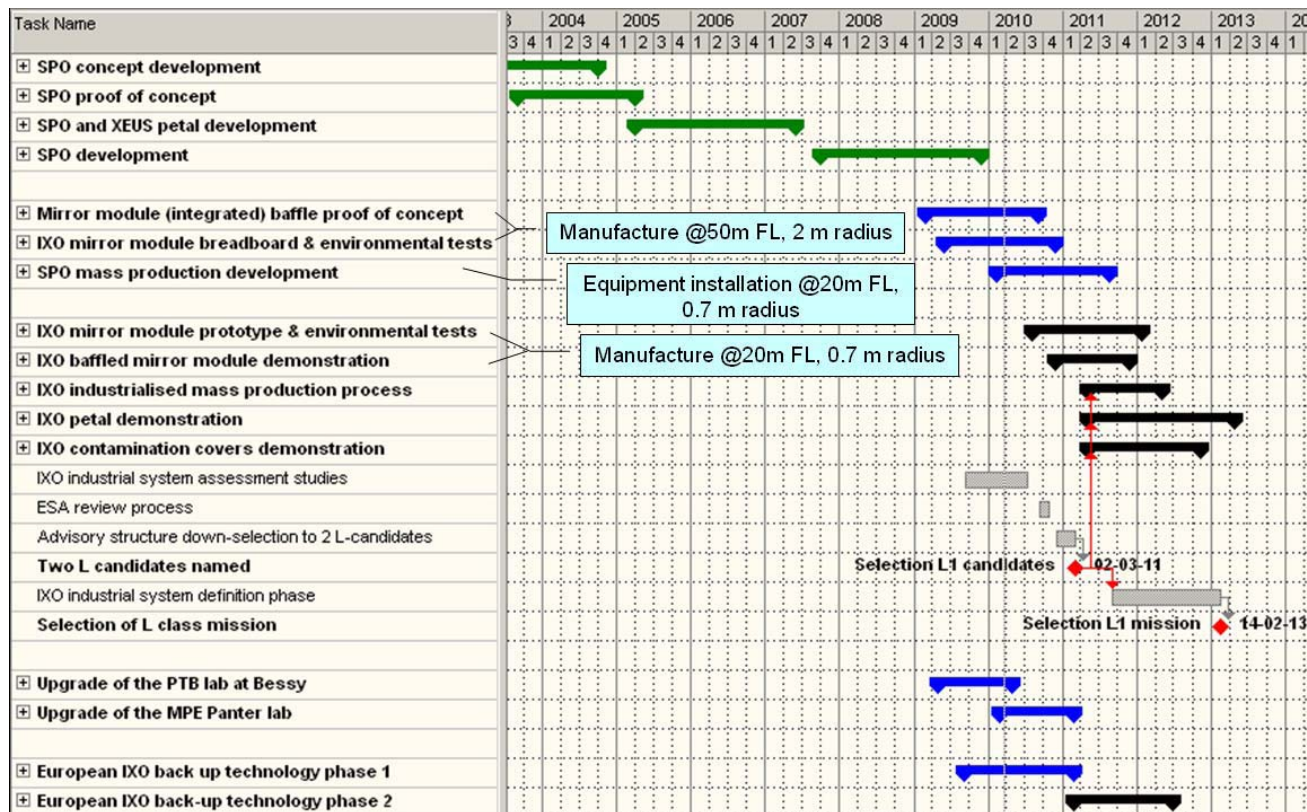 Task Name
3 2004 2005 2006 2007 2008 2009 2010 2011 2012 2013 20
3 4 1 2 3 4 1 2 3 4 1 2 3 4 1 2 3 4 1 2 3 4 1 2 3 4 1 2 3 4 1 2 3 4 1 2 3 4 1 2 3 4 1
SPO concept development
SPO proof of concept
SPO and XEUS petal development
SPO development
Mirror module (integrated) baffle proof of concept
Manufacture @50m FL, 2 m radius
IXO mirror module breadboard & environmental tests
SPO mass production development
Equipment installation @20m FL,
0.7 m radius
IXO mirror module prototype & environmental tests
Manufacture @20m FL, 0.7 m radius
IXO baffled mirror module demonstration
IXO industrialised mass production process
IXO petal demonstration
IXO contamination covers demonstration
IXO industrial system assessment studies
ESA review process
Advisory structure down-selection to 2 L-candidates
Two L candidates named Selection L1 candidates 02-03-11
IXO industrial system definition phase
Selection of L class mission Selection L1 mission 14-02-13
Upgrade of the PTB lab at Bessy
Upgrade of the MPE Panter lab
European IXO back up technology phase 1
European IXO back-up technology phase 2